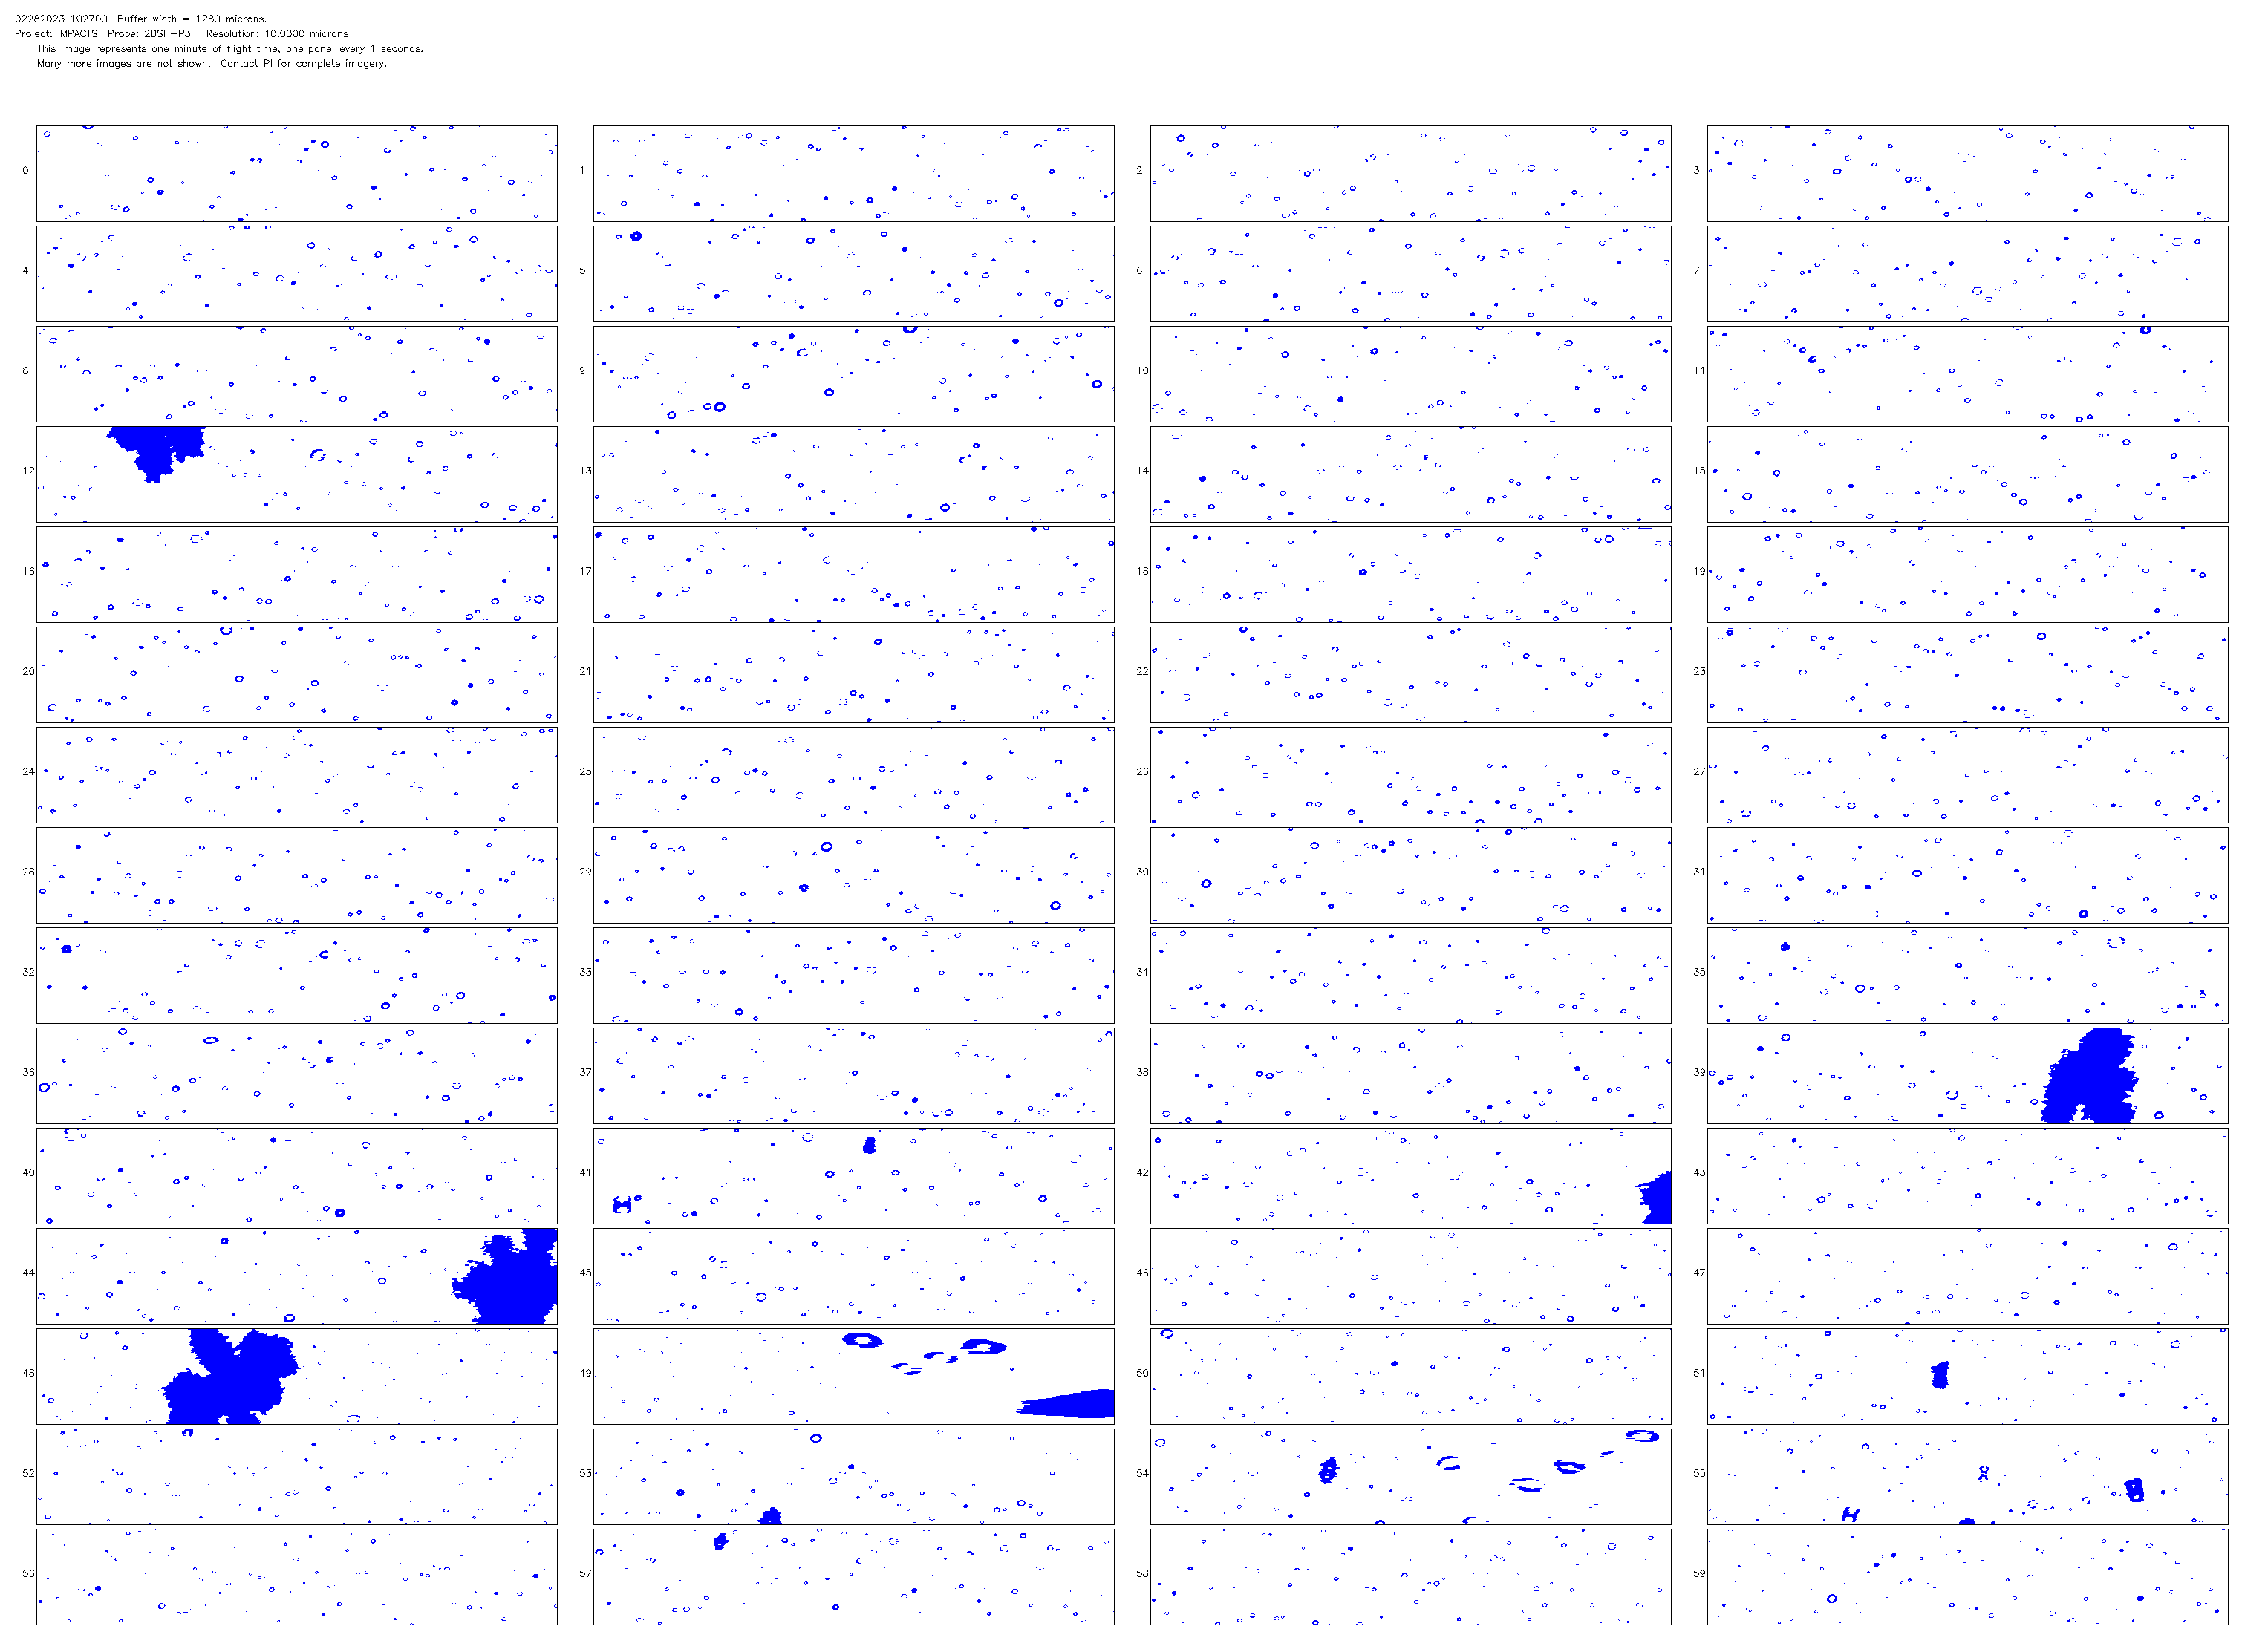 02282023 102700 Buffer width = 1280 microns.
Project: IMPACTS Probe: 2DSH-P3 Resolution: 10.0000 microns
This image represents one minute of flight time, one panel every 1 seconds.
Many more images are not shown. Contact PI for complete imagery.
0 1 2 3
4 5 6 7
8 9 10 11
12 13 14 15
16 17 18 19
20 21 22 23
24 25 26 27
28 29 30 31
32 33 34 35
36 37 38 39
40 41 42 43
44 45 46 47
48 49 50 51
52 53 54 55
56 57 58 59